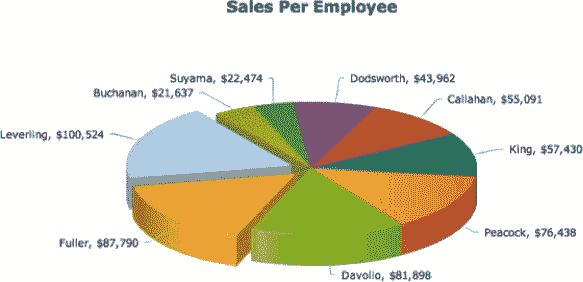 Sales Per Employee
Suyama, $22,474
Dodsworth, $43,962
Buchanan, $21,637
Callahan, $55,091
Leverling, $100,524
King, $57,430
Peacock, $76,438
Fuller, $87,790
Davolio, $81,898